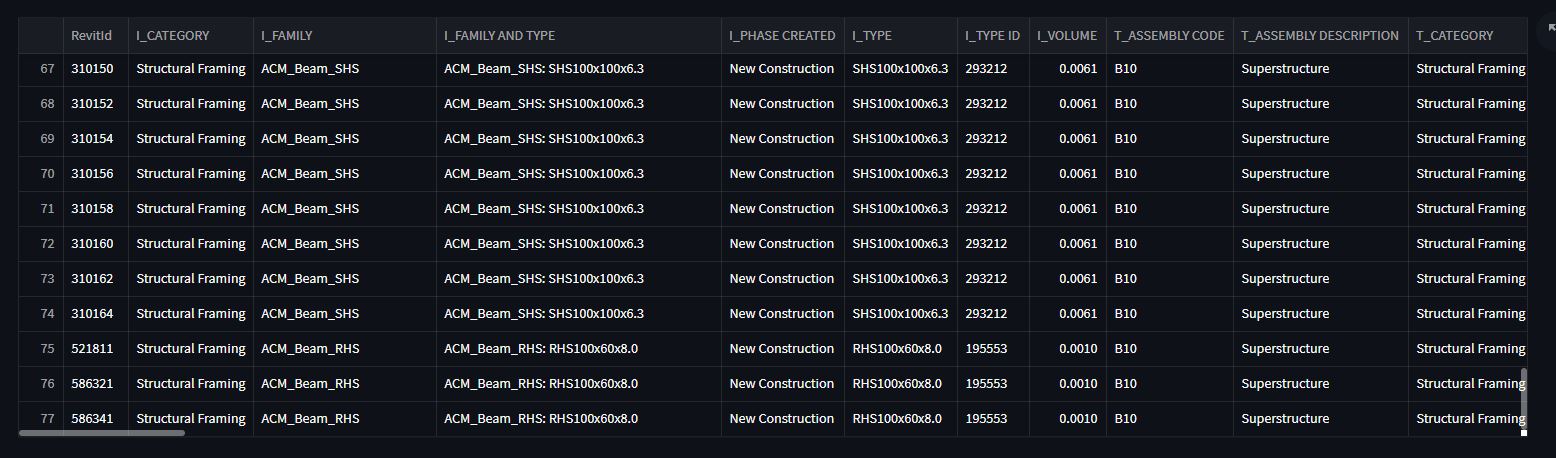 RevitId I_CATEGORY I_FAMILY I_FAMILY AND TYPE I_PHASE CREATED I_TYPE I_TYPE ID I_VOLUME T_ASSEMBLY CODE T_ASSEMBLY DESCRIPTION T_CATEGORY
67 310150 Structural Framing ACM_Beam_SHS ACM_Beam_SHS: SHS100x100x6.3 New Construction SHS100x100x6.3 293212 0.0061 B10 Superstructure Structural Framing
68 310152 Structural Framing ACM_Beam_SHS ACM_Beam_SHS: SHS100x100x6.3 New Construction SHS100x100x6.3 293212 0.0061 B10 Superstructure Structural Framing
69 310154 Structural Framing ACM_Beam_SHS ACM_Beam_SHS: SHS100x100x6.3 New Construction SHS100x100x6.3 293212 0.0061 B10 Superstructure Structural Framing
70 310156 Structural Framing ACM_Beam_SHS ACM_Beam_SHS: SHS100x100x6.3 New Construction SHS100x100x6.3 293212 0.0061 B10 Superstructure Structural Framing
71 310158 Structural Framing ACM_Beam_SHS ACM_Beam_SHS: SHS100x100x6.3 New Construction SHS100x100x6.3 293212 0.0061 B10 Superstructure Structural Framing
72 310160 Structural Framing ACM_Beam_SHS ACM_Beam_SHS: SHS100x100x6.3 New Construction SHS100x100x6.3 293212 0.0061 B10 Superstructure Structural Framing
73 310162 Structural Framing ACM_Beam_SHS ACM_Beam_SHS: SHS100x100x6.3 New Construction SHS100x100x6.3 293212 0.0061 B10 Superstructure Structural Framing
74 310164 Structural Framing ACM_Beam_SHS ACM_Beam_SHS: SHS100x100x6.3 New Construction SHS100x100x6.3 293212 0.0061 B10 Superstructure Structural Framing
75 521811 Structural Framing ACM_Beam_RHS ACM_Beam_RHS: RHS100x60x8.0 New Construction RHS100x60x8.0 195553 0.0010 B10 Superstructure Structural Framing
76 586321 Structural Framing ACM_Beam_RHS ACM_Beam_RHS: RHS100x60x8.0 New Construction RHS100x60x8.0 195553 0.0010 B10 Superstructure Structural Framing
77 586341 Structural Framing ACM_Beam_RHS ACM_Beam_RHS: RHS100x60x8.0 New Construction RHS100x60x8.0 195553 0.0010 B10 Superstructure Structural Framing